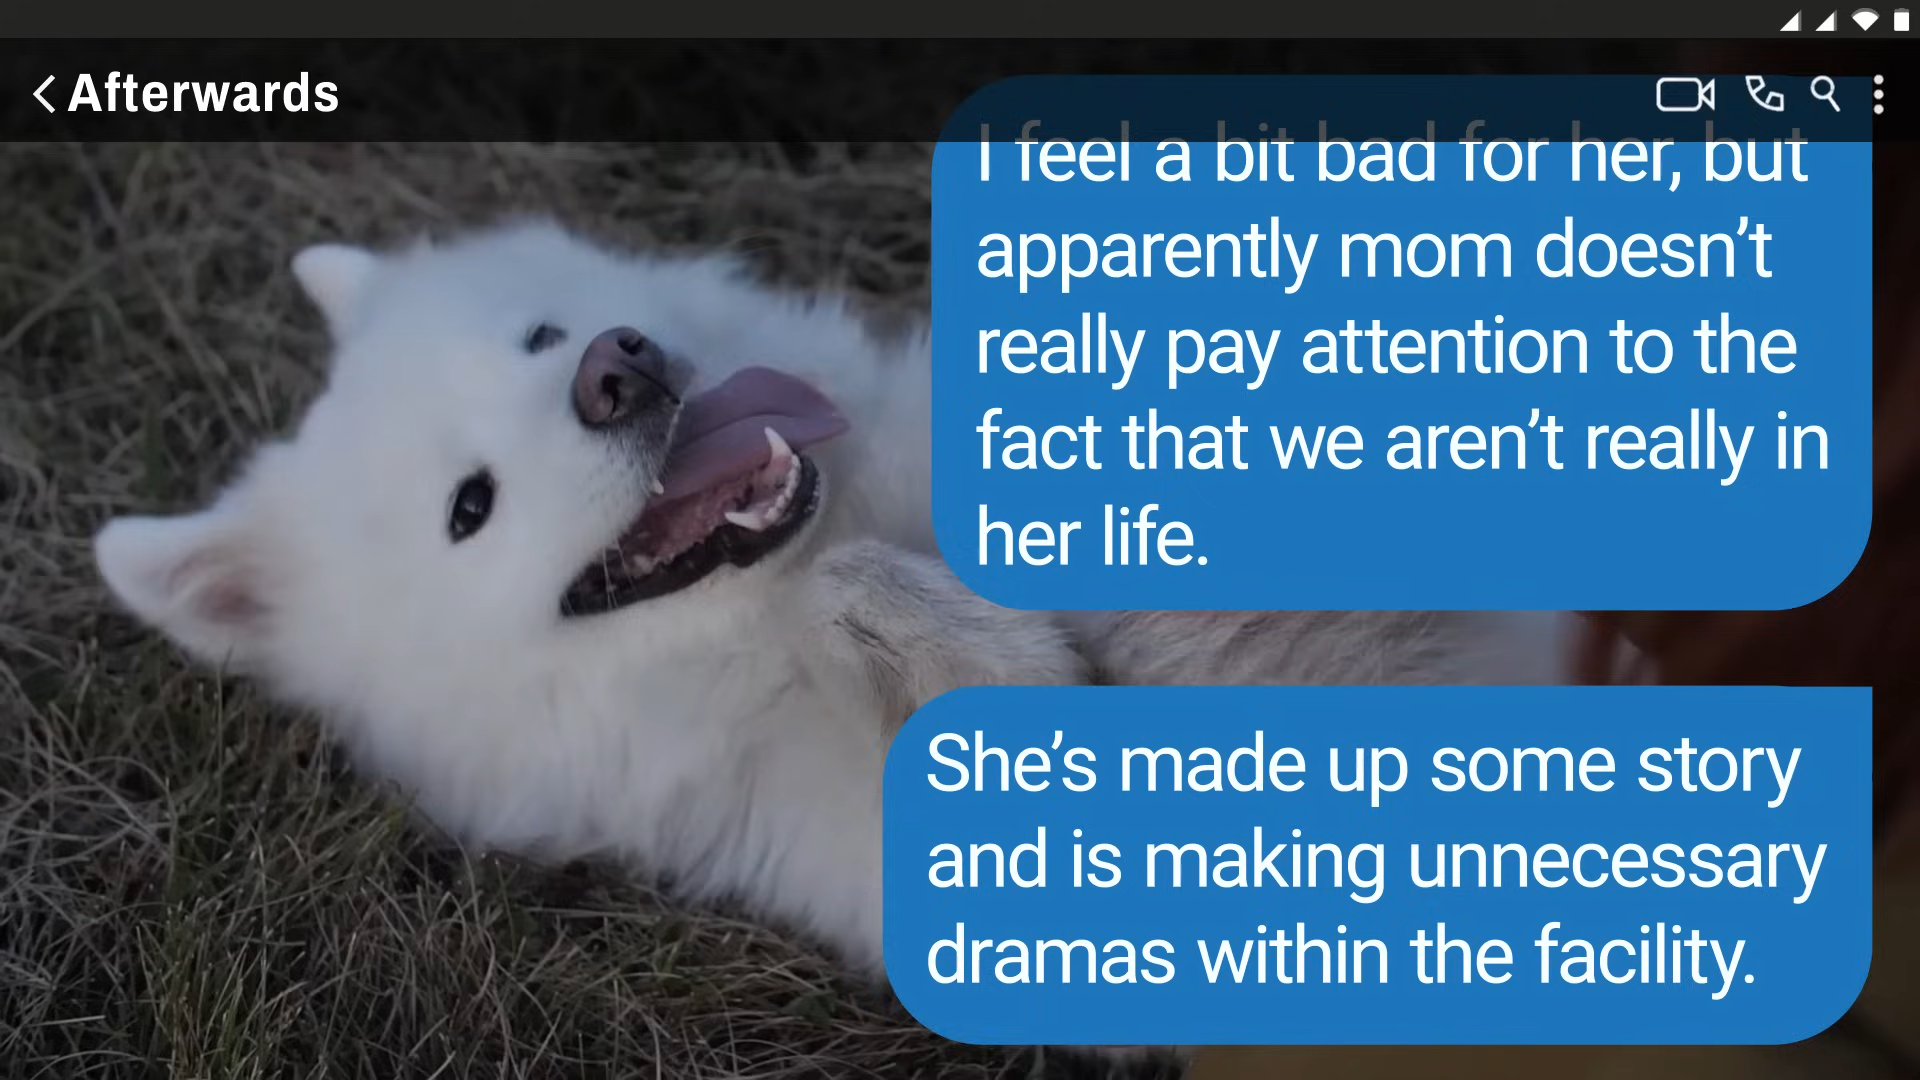 Afterwards
I feel a bit bad for her, but
apparently mom doesn’t
really pay attention to the
fact that we aren’t really in
her life.
She’s made up some story
and is making unnecessary
dramas within the facility.